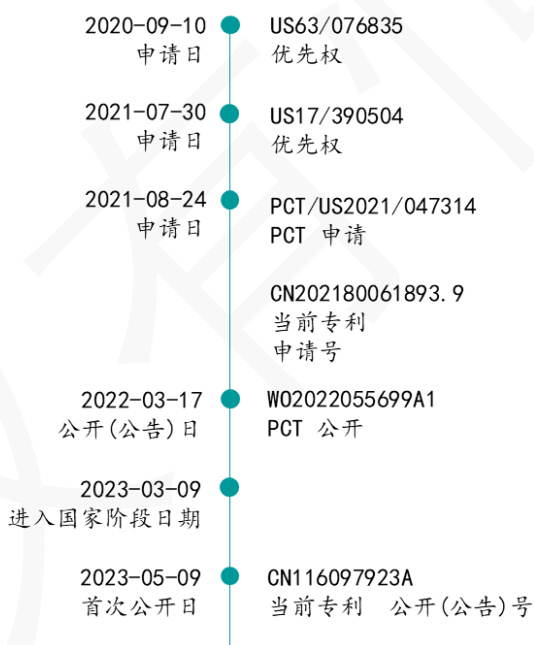 2020-09-10 US63/076835
申请日 优先权
2021-07-30 US17/390504
申请日 优先权
2021-08-24 PCT/US2021/047314
申请日 PCT 申请
CN202180061893.9
当前专利
申请号
2022-03-17 WO2022055699A1
公开(公告)日 PCT 公开
2023-03-09
进入国家阶段日期
2023-05-09 CN116097923A
首次公开日 当前专利 公开(公告)号